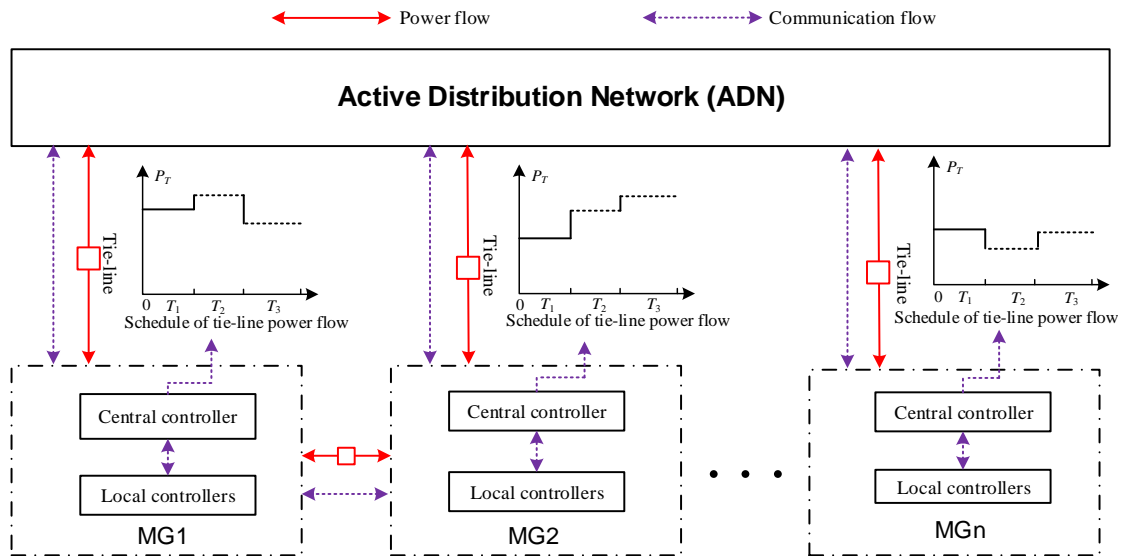 Power flow
Communication flow
Active Distribution Network (ADN)
P_T
Tie-line
0 T_1 T_2 T_3
Schedule of tie-line power flow
P_T
Tie-line
0 T_1 T_2 T_3
Schedule of tie-line power flow
P_T
Tie-line
0 T_1 T_2 T_3
Schedule of tie-line power flow
Central controller
Local controllers
MG1
Central controller
Local controllers
MG2
• • •
Central controller
Local controllers
MGn